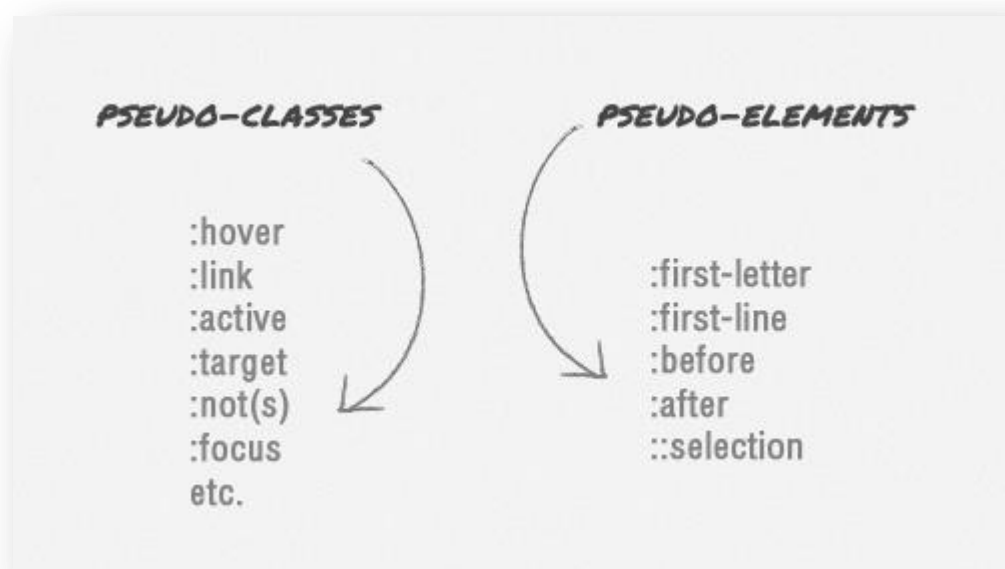 PSEUDO-CLASSES
:hover
:link
:active
:target
:not(s)
:focus
etc.
PSEUDO-ELEMENTS
:first-letter
:first-line
:before
:after
::selection